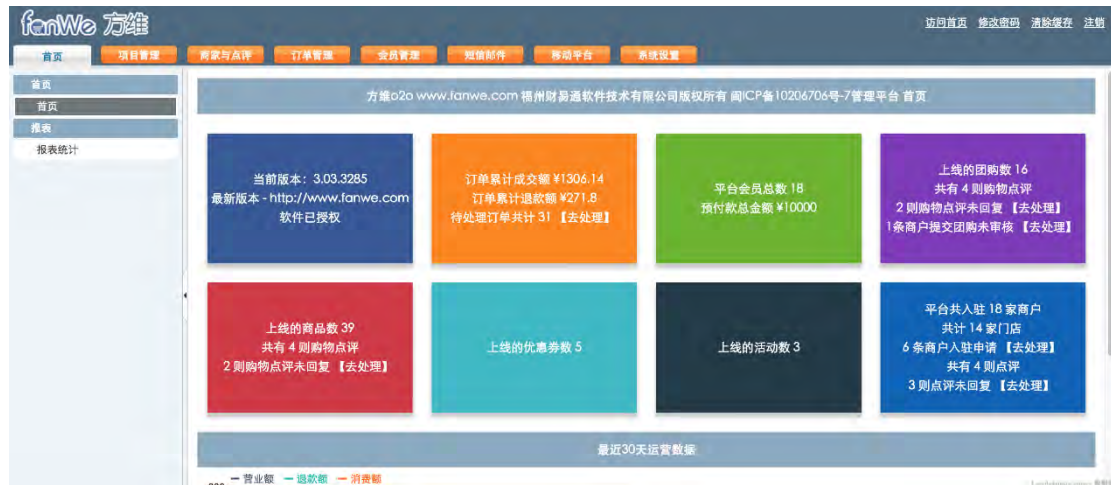 fanWe 方维
访问首页 修改密码 清除缓存 注销
首页 项目管理 商家与点评 订单管理 会员管理 短信邮件 移动平台 系统设置
首页
首页
报表
报表统计
方维o2o www.fanwe.com 福州财易通软件技术有限公司版权所有 闽ICP备10206706号-7管理平台 首页
当前版本：3.03.3285
最新版本 - http://www.fanwe.com
软件已授权
订单累计成交额 ¥1306.14
订单累计退款额 ¥271.8
待处理订单共计 31 【去处理】
平台会员总数 18
预付款总金额 ¥10000
上线的团购数 16
共有 4 则购物点评
2 则购物点评未回复 【去处理】
1条商户提交团购未审核 【去处理】
上线的商品数 39
共有 4 则购物点评
2 则购物点评未回复 【去处理】
上线的优惠券数 5
上线的活动数 3
平台共入驻 18 家商户
共计 14 家门店
6 条商户入驻申请 【去处理】
共有 4 则点评
3 则点评未回复 【去处理】
最近30天运营数据
营业额 退款额 消费额